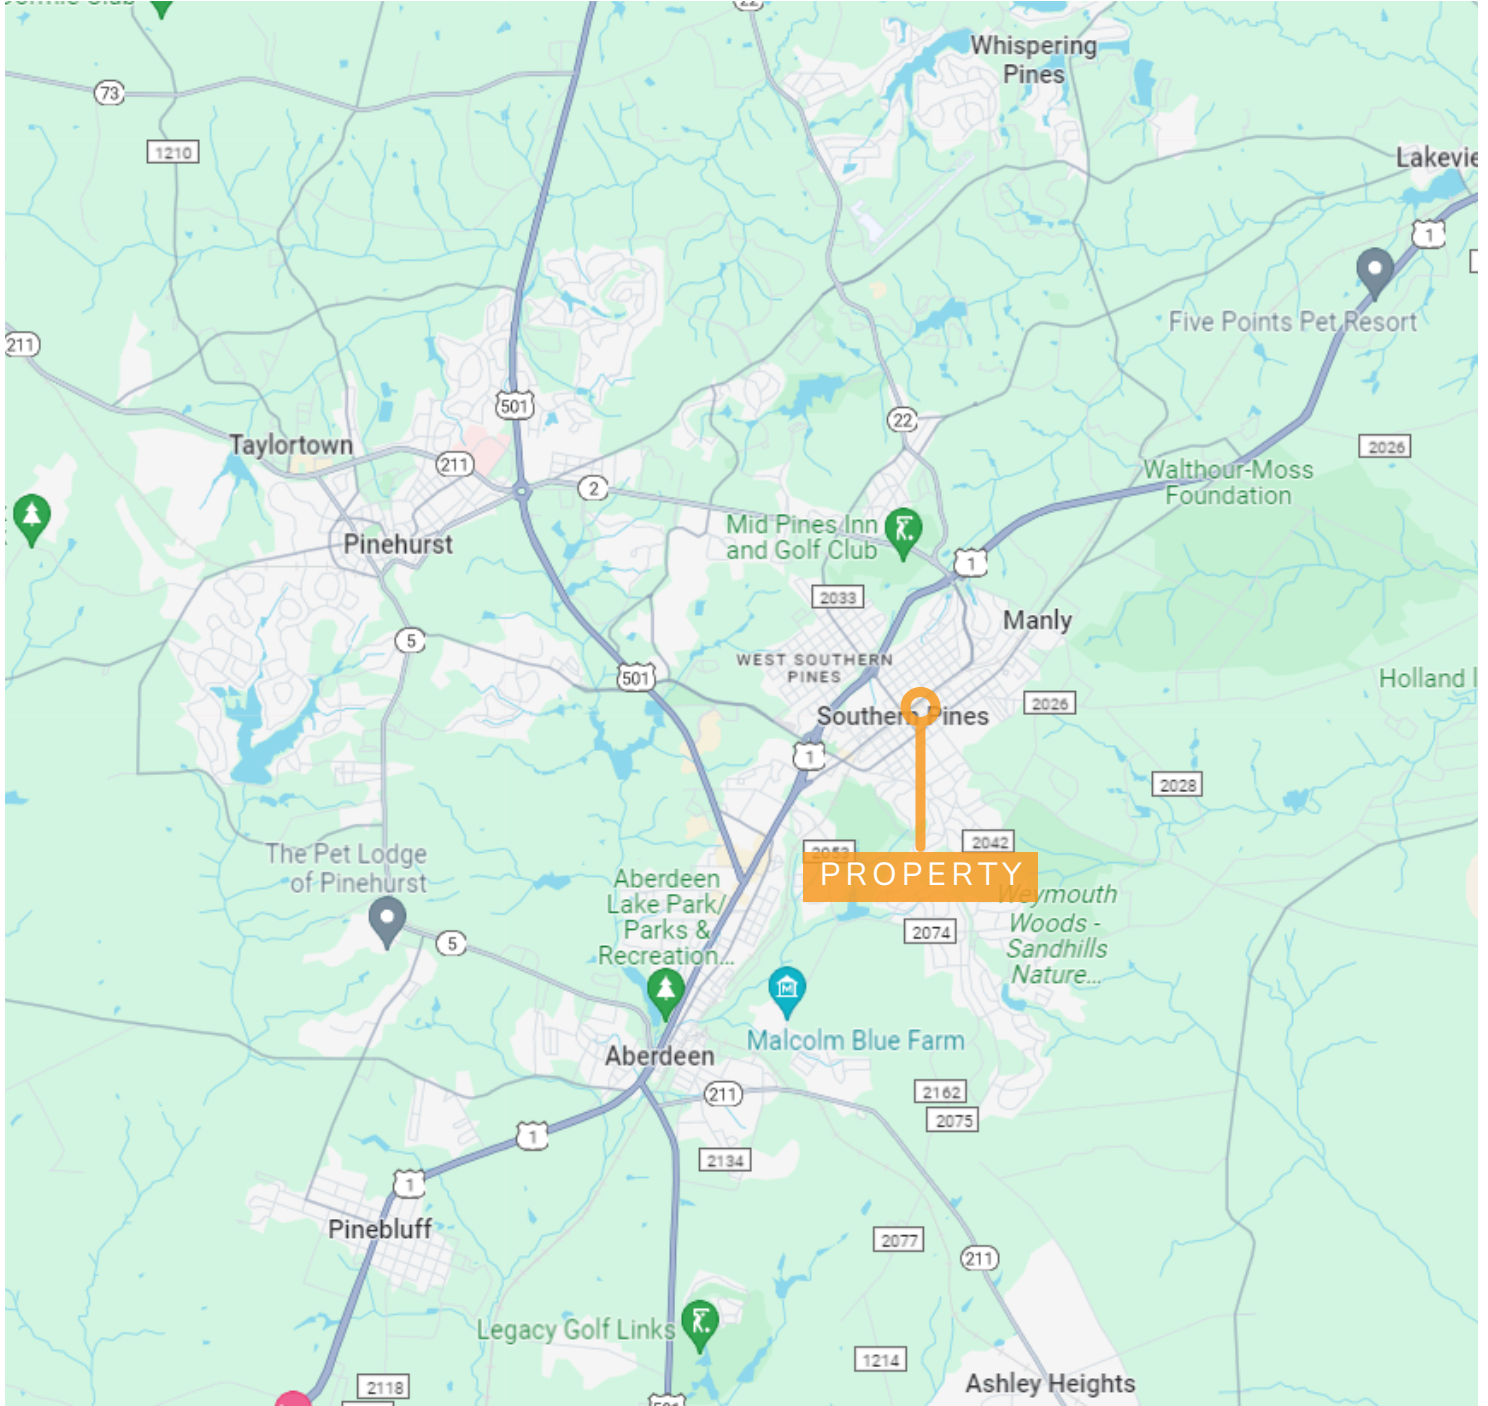 22
Whispering
Pines
73
1210
Lakevie
1
Five Points Pet Resort
211
501
22
Taylortown
211
2
2026
Walthour-Moss
Foundation
Mid Pines Inn
and Golf Club
Pinehurst
1
2033
Manly
5
WEST SOUTHERN
PINES
501
Holland
2026
Southern Pines
1
2028
2042
2053
The Pet Lodge
of Pinehurst
PROPERTY
Aberdeen
Lake Park/
Parks &
Recreation...
Weymouth
Woods -
Sandhills
Nature...
2074
5
Malcolm Blue Farm
Aberdeen
211
2162
2075
1
2134
1
Pinebluff
2077
211
Legacy Golf Links
1214
Ashley Heights
2118
501